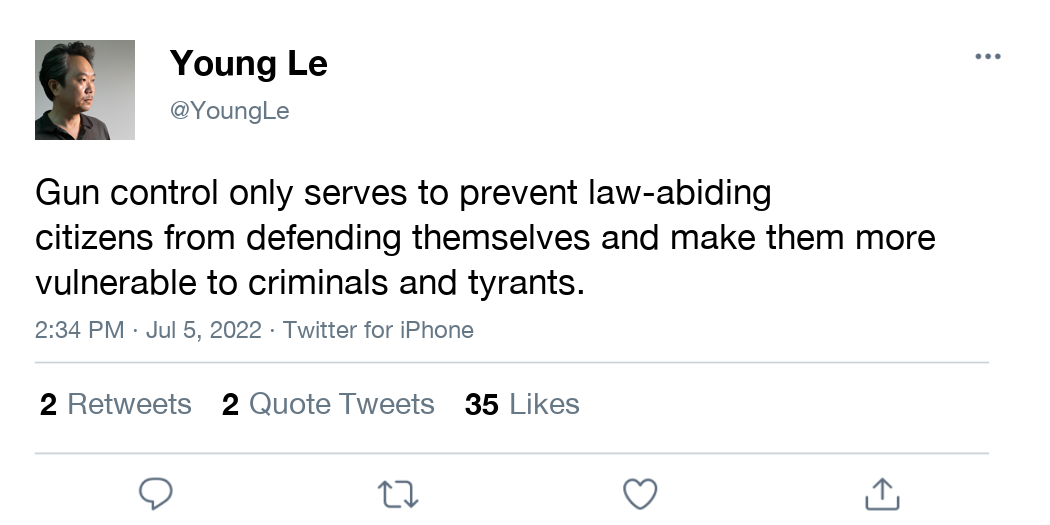 Young Le
@YoungLe
Gun control only serves to prevent law-abiding
citizens from defending themselves and make them more
vulnerable to criminals and tyrants.
2:34 PM · Jul 5, 2022 · Twitter for iPhone
2 Retweets 2 Quote Tweets 35 Likes